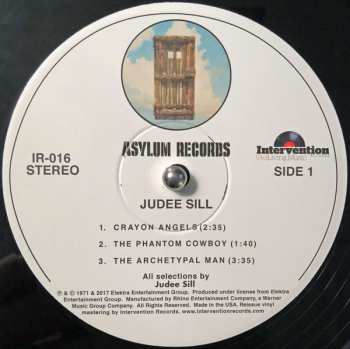 ASYLUM RECORDS
IR-016
STEREO
Intervention
SIDE 1
JUDEE SILL
1. CRAYON ANGELS (2:35)
2. THE PHANTOM COWBOY (1:40)
3. THE ARCHETYPAL MAN (3:35)
All selections by
Judee Sill
℗ & © 1971 & 2017 Elektra Entertainment Group. Produced under license from Elektra
Entertainment Group. Manufactured by Rhino Entertainment Company, a Warner
Music Group Company. All Rights Reserved. Made in the USA. Reissue vinyl
mastering by Intervention Records. www.interventionrecords.com